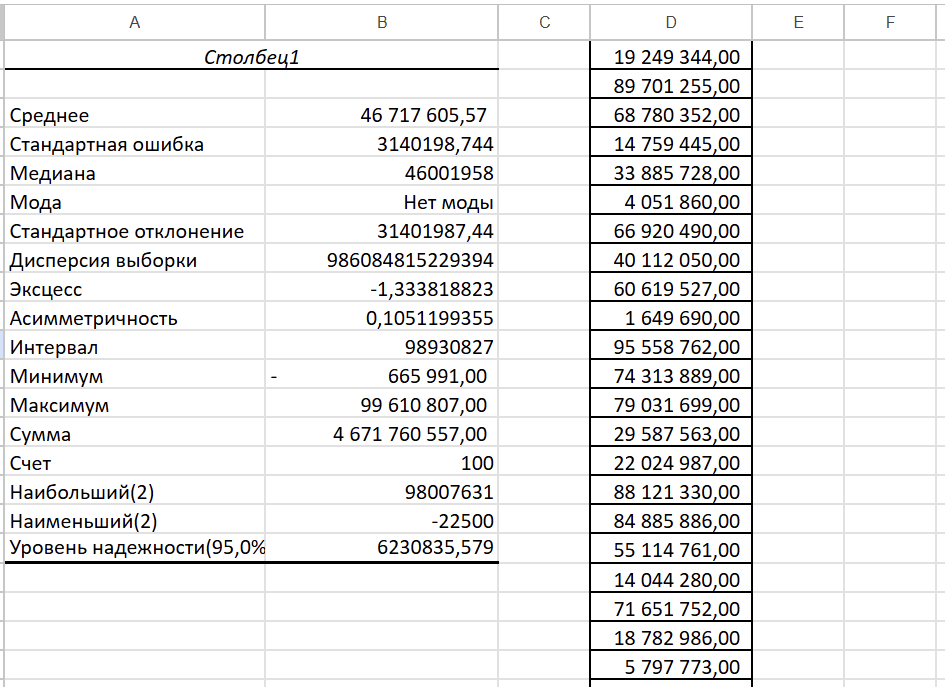 A B C D E F
Столбец1 19 249 344,00
89 701 255,00
Среднее 46 717 605,57 68 780 352,00
Стандартная ошибка 3140198,744 14 759 445,00
Медиана 46001958 33 885 728,00
Мода Нет моды 4 051 860,00
Стандартное отклонение 31401987,44 66 920 490,00
Дисперсия выборки 986084815229394 40 112 050,00
Эксцесс -1,333818823 60 619 527,00
Асимметричность 0,1051199355 1 649 690,00
Интервал 98930827 95 558 762,00
Минимум - 665 991,00 74 313 889,00
Максимум 99 610 807,00 79 031 699,00
Сумма 4 671 760 557,00 29 587 563,00
Счет 100 22 024 987,00
Наибольший(2) 98007631 88 121 330,00
Наименьший(2) -22500 84 885 886,00
Уровень надежности(95,0% 6230835,579 55 114 761,00
14 044 280,00
71 651 752,00
18 782 986,00
5 797 773,00